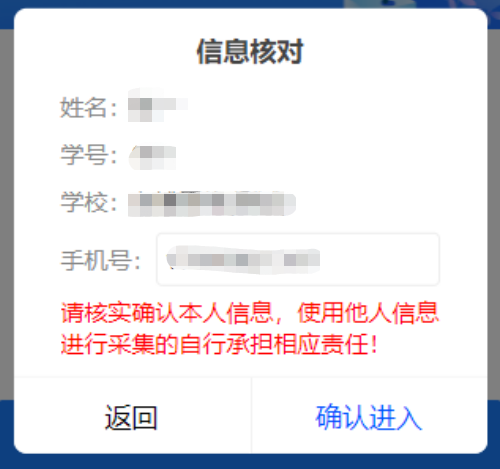 信息核对
姓名：
学号：
学校：
手机号：
请核实确认本人信息，使用他人信息
进行采集的自行承担相应责任！
返回 确认进入